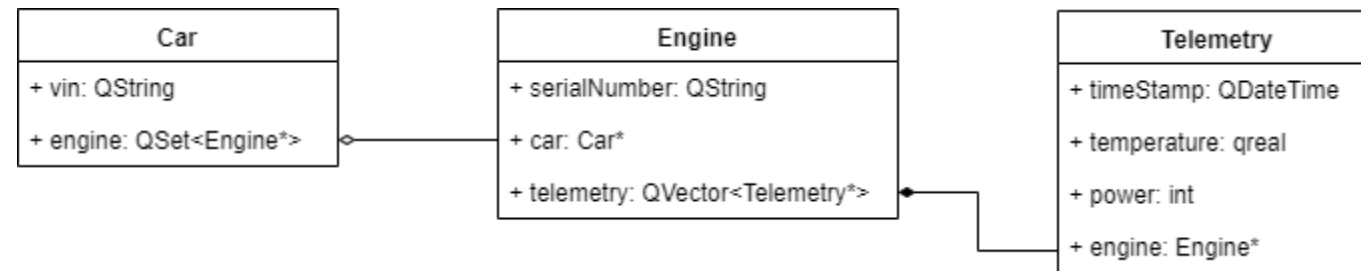 Car
+ vin: QString
+ engine: QSet<Engine*>
Engine
+ serialNumber: QString
+ car: Car*
+ telemetry: QVector<Telemetry*>
Telemetry
+ timeStamp: QDateTime
+ temperature: qreal
+ power: int
+ engine: Engine*